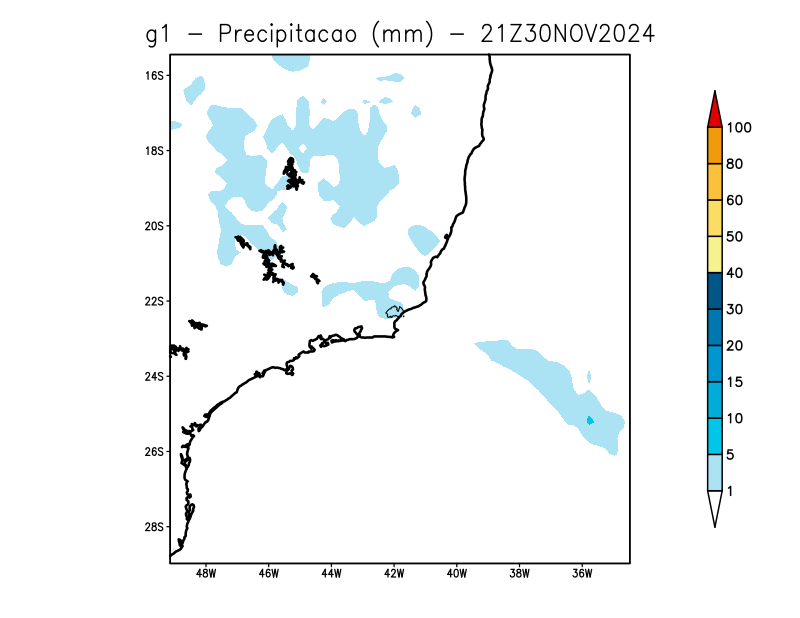 g1 – Precipitacao (mm) – 21Z30NOV2024
16S
18S
20S
22S
24S
26S
28S
48W 46W 44W 42W 40W 38W 36W
100
80
60
50
40
30
20
15
10
5
1